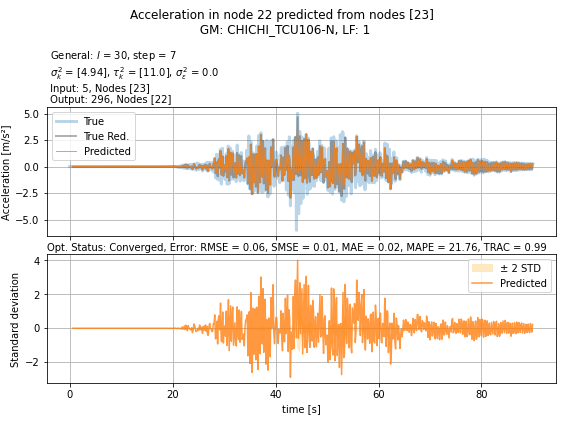 Acceleration in node 22 predicted from nodes [23]
GM: CHICHI_TCU106-N, LF: 1
General: l = 30, step = 7
σ²ₖ = [4.94], τ²ₖ = [11.0], σ²ε = 0.0
Input: 5, Nodes [23]
Output: 296, Nodes [22]
Acceleration [m/s²]
5.0
2.5
0.0
−2.5
−5.0
True
True Red.
Predicted
Opt. Status: Converged, Error: RMSE = 0.06, SMSE = 0.01, MAE = 0.02, MAPE = 21.76, TRAC = 0.99
Standard deviation
4
2
0
−2
± 2 STD
Predicted
0 20 40 60 80
time [s]